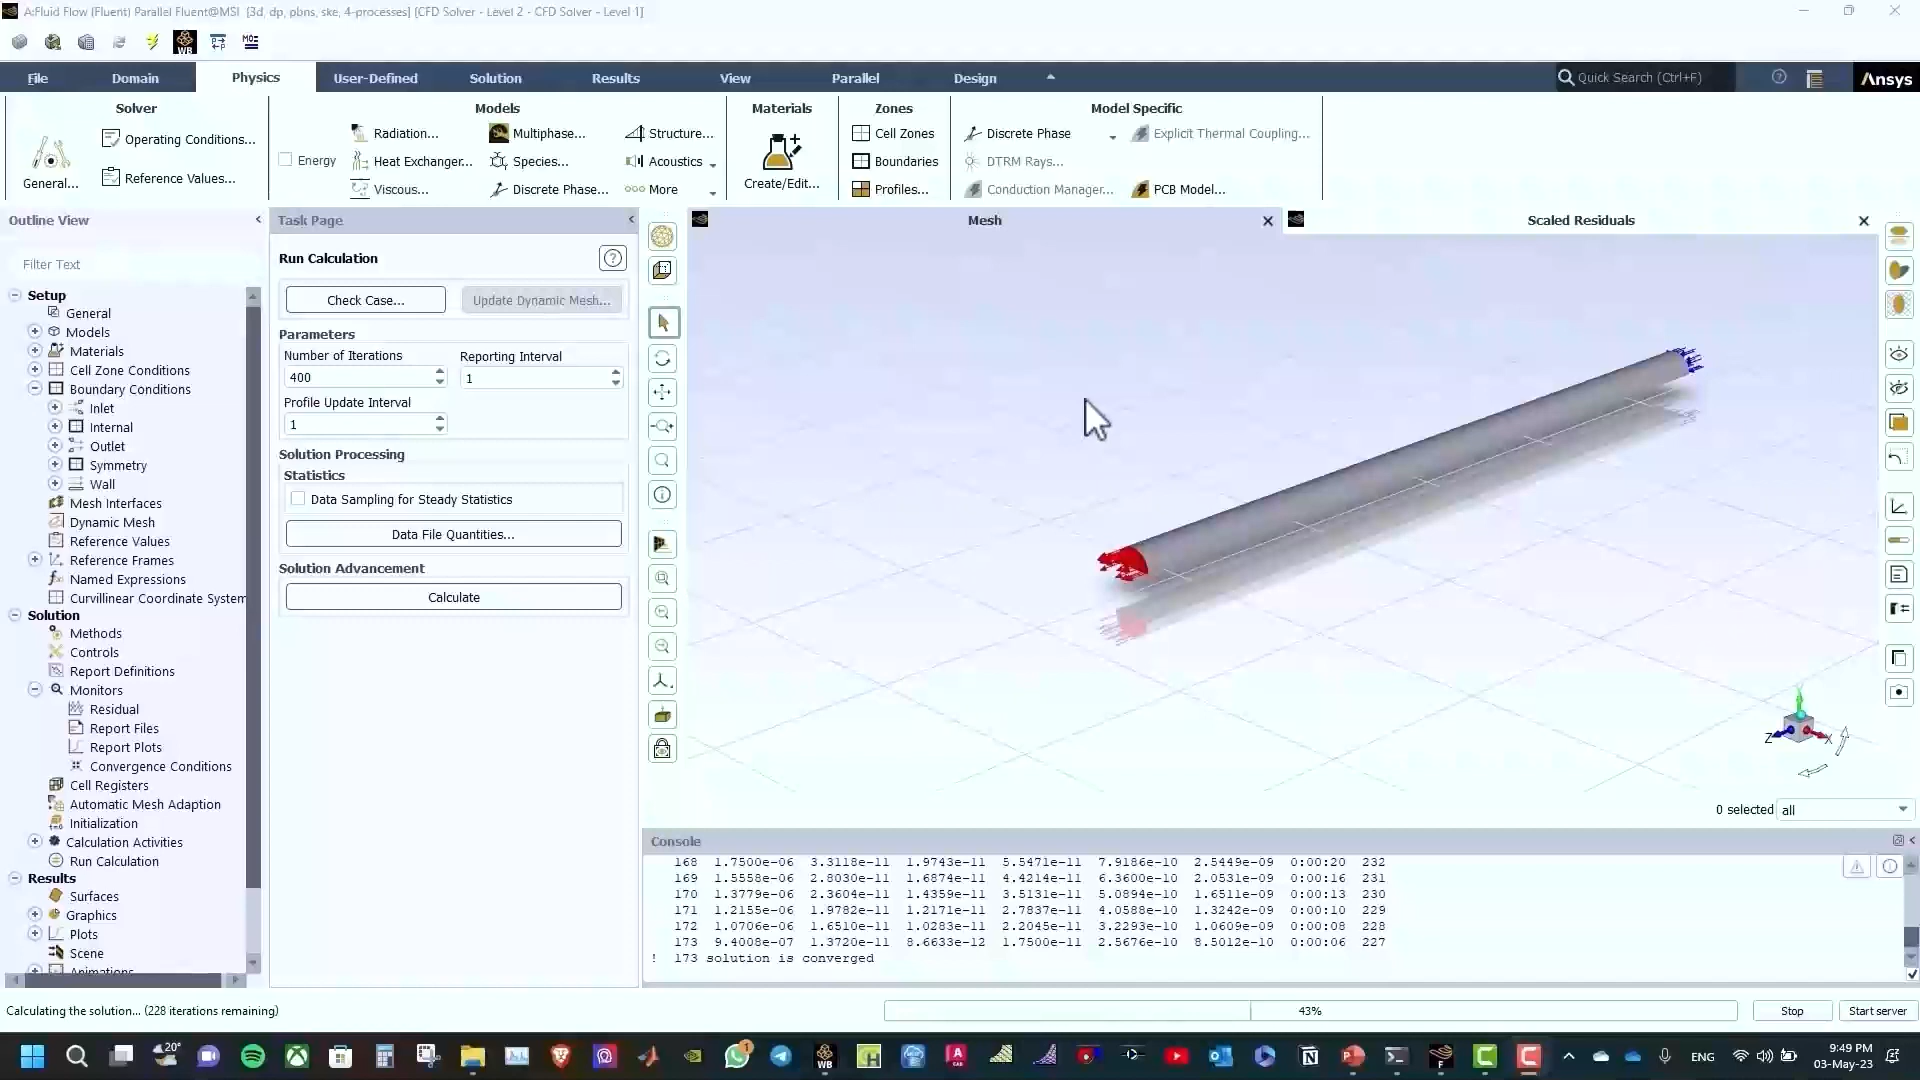 A:Fluid Flow (Fluent) Parallel Fluent@MSI [3d, dp, pbns, ske, 4-processes] [CFD Solver - Level 2 - CFD Solver - Level 1]
WB
File Domain Physics User-Defined Solution Results View Parallel Design Quick Search (Ctrl+F) Ansys
Solver Models Materials Zones Model Specific
General... Operating Conditions... Reference Values...
Energy
Radiation... Multiphase... Structure...
Heat Exchanger... Species... Acoustics
Viscous... Discrete Phase... More
Create/Edit...
Cell Zones
Boundaries
Profiles...
Discrete Phase Explicit Thermal Coupling...
DTRM Rays...
Conduction Manager... PCB Model...
Outline View
Filter Text
Setup
General
Models
Materials
Cell Zone Conditions
Boundary Conditions
Inlet
Internal
Outlet
Symmetry
Wall
Mesh Interfaces
Dynamic Mesh
Reference Values
Reference Frames
Named Expressions
Curvillinear Coordinate System
Solution
Methods
Controls
Report Definitions
Monitors
Residual
Report Files
Report Plots
Convergence Conditions
Cell Registers
Automatic Mesh Adaption
Initialization
Calculation Activities
Run Calculation
Results
Surfaces
Graphics
Plots
Scene
Animations
Task Page
Run Calculation
Check Case... Update Dynamic Mesh...
Parameters
Number of Iterations Reporting Interval
400 1
Profile Update Interval
1
Solution Processing
Statistics
Data Sampling for Steady Statistics
Data File Quantities...
Solution Advancement
Calculate
Mesh Scaled Residuals
Z X
0 selected all
Console
168 1.7500e-06 3.3118e-11 1.9743e-11 5.5471e-11 7.9186e-10 2.5449e-09 0:00:20 232
169 1.5558e-06 2.8030e-11 1.6874e-11 4.4214e-11 6.3600e-10 2.0531e-09 0:00:16 231
170 1.3779e-06 2.3604e-11 1.4359e-11 3.5131e-11 5.0894e-10 1.6511e-09 0:00:13 230
171 1.2155e-06 1.9782e-11 1.2171e-11 2.7837e-11 4.0588e-10 1.3242e-09 0:00:10 229
172 1.0706e-06 1.6510e-11 1.0283e-11 2.2045e-11 3.2293e-10 1.0609e-09 0:00:08 228
173 9.4008e-07 1.3720e-11 8.6633e-12 1.7500e-11 2.5676e-10 8.5012e-10 0:00:06 227
! 173 solution is converged
Calculating the solution... (228 iterations remaining) 43% Stop Start server
20° WB ENG 9:49 PM
03-May-23